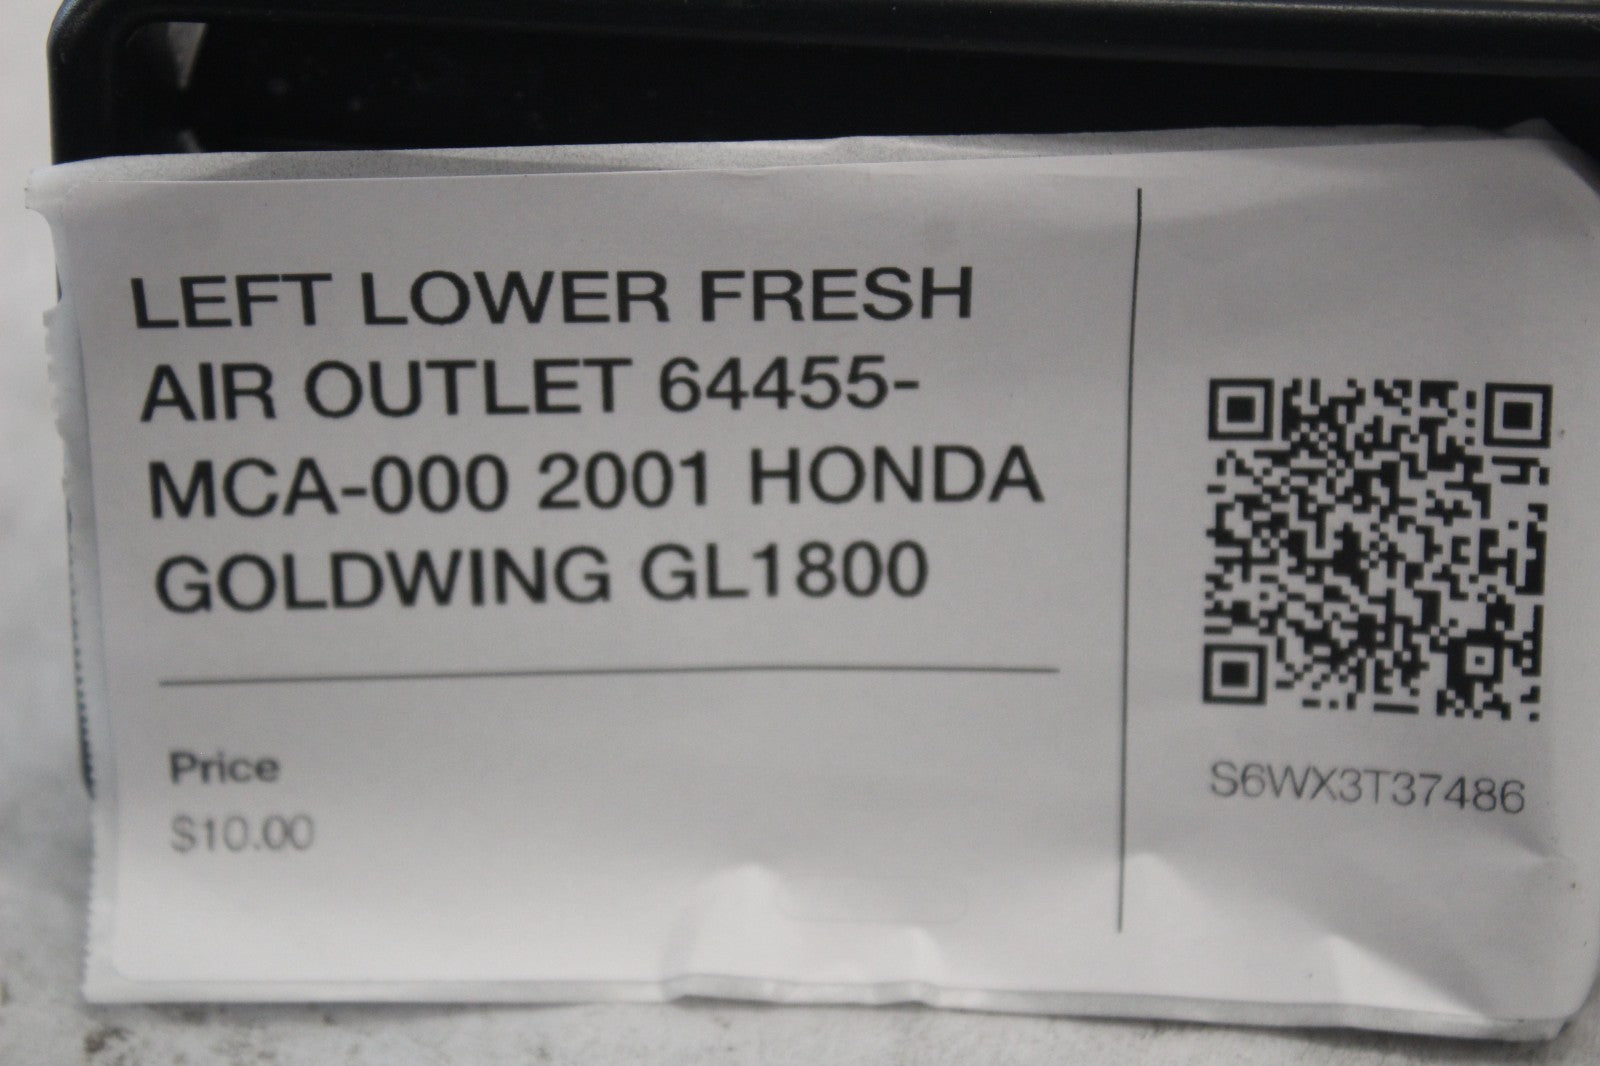 LEFT LOWER FRESH
AIR OUTLET 64455-
MCA-000 2001 HONDA
GOLDWING GL1800
Price
$10.00
S6WX3T37486